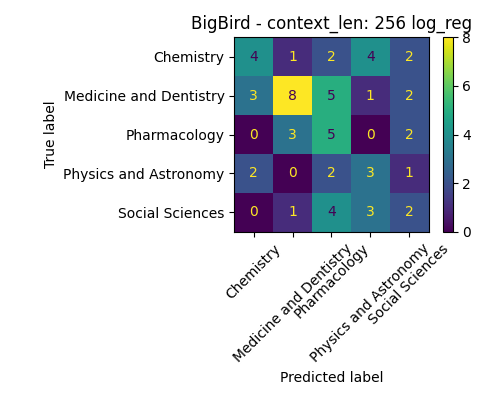 BigBird - context_len: 256 log_reg
True label
Chemistry 4 1 2 4 2
Medicine and Dentistry 3 8 5 1 2
Pharmacology 0 3 5 0 2
Physics and Astronomy 2 0 2 3 1
Social Sciences 0 1 4 3 2
8
6
4
2
0
Chemistry
Medicine and Dentistry
Pharmacology
Physics and Astronomy
Social Sciences
Predicted label